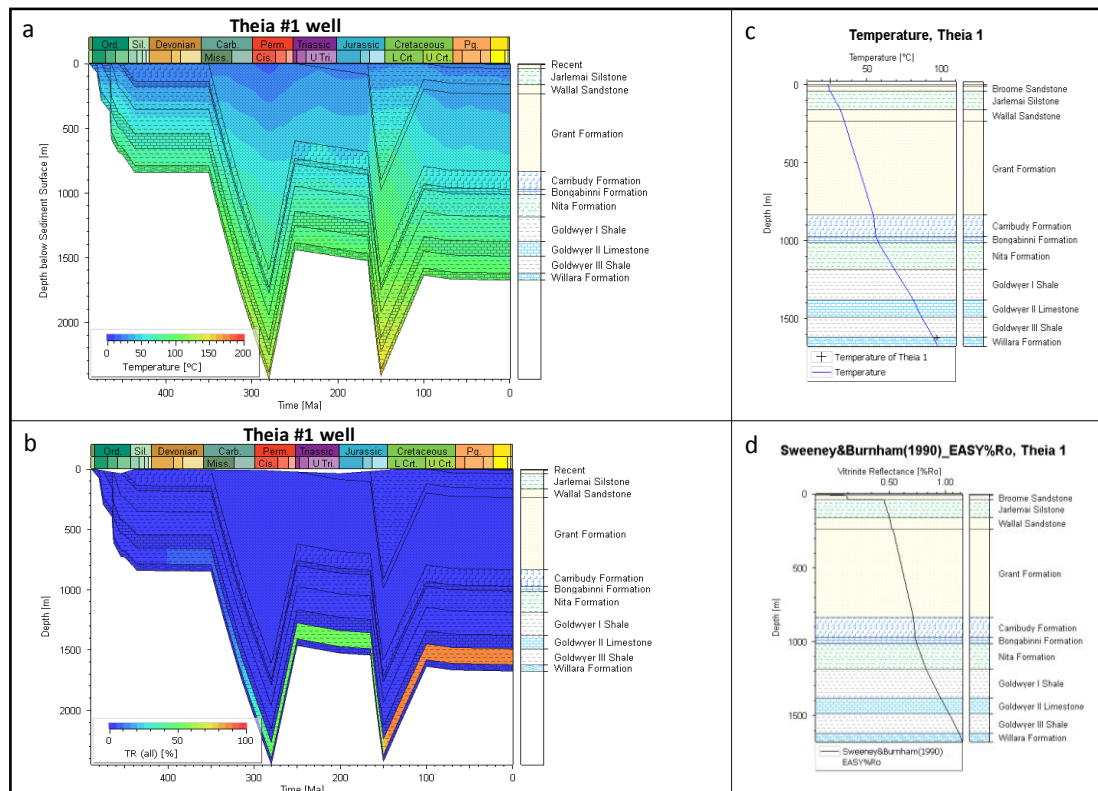 a
Theia #1 well
Ord. Sil. Devonian Carb. Perm. Triassic Jurassic Cretaceous Pg.
Miss. Cis. U Tri. L Crt. U Crt.
0
500
1000
1500
2000
Depth below Sediment Surface [m]
0 50 100 150 200
Temperature [ºC]
400 300 200 100 0
Time [Ma]
Recent
Jarlemai Silstone
Wallal Sandstone
Grant Formation
Carribudy Formation
Bongabinni Formation
Nita Formation
Goldwyer I Shale
Goldwyer II Limestone
Goldwyer III Shale
Willara Formation
c
Temperature, Theia 1
Temperature [°C]
50 100
0
500
1000
1500
Depth [m]
Broome Sandstone
Jarlemai Silstone
Wallal Sandstone
Grant Formation
Carribudy Formation
Bongabinni Formation
Nita Formation
Goldwyer I Shale
Goldwyer II Limestone
Goldwyer III Shale
Willara Formation
Temperature of Theia 1
Temperature
b
Theia #1 well
Ord. Sil. Devonian Carb. Perm. Triassic Jurassic Cretaceous Pg.
Miss. Cis. U Tri. L Crt. U Crt.
0
500
1000
1500
2000
Depth [m]
0 50 100
TR (all) [%]
400 300 200 100 0
Time [Ma]
Recent
Jarlemai Silstone
Wallal Sandstone
Grant Formation
Carribudy Formation
Bongabinni Formation
Nita Formation
Goldwyer I Shale
Goldwyer II Limestone
Goldwyer III Shale
Willara Formation
d
Sweeney&Burnham(1990)_EASY%Ro, Theia 1
Vitrinite Reflectance [%Ro]
0.50 1.00
0
500
1000
1500
Depth [m]
Broome Sandstone
Jarlemai Silstone
Wallal Sandstone
Grant Formation
Carribudy Formation
Bongabinni Formation
Nita Formation
Goldwyer I Shale
Goldwyer II Limestone
Goldwyer III Shale
Willara Formation
Sweeney&Burnham(1990)
EASY%Ro